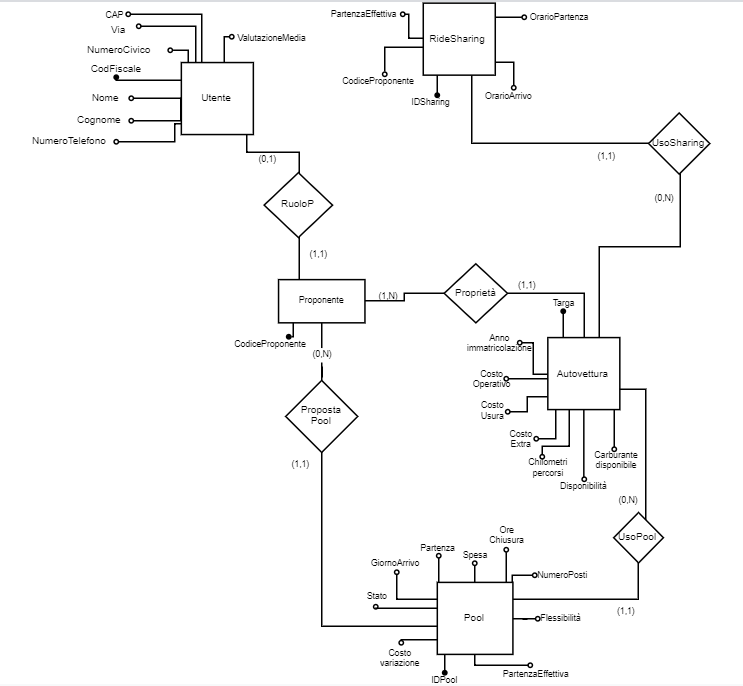 CAP
Via
NumeroCivico
CodFiscale
Nome
Cognome
NumeroTelefono
ValutazioneMedia
Utente
PartenzaEffettiva
RideSharing
OrarioPartenza
CodiceProponente
IDSharing
OrarioArrivo
UsoSharing
(1,1)
(0,N)
(0,1)
RuoloP
(1,1)
Proponente
(1,N)
Proprietà
(1,1)
CodiceProponente
(0,N)
Targa
Anno
immatricolazione
Autovettura
Costo
Operativo
Costo
Usura
Costo
Extra
Chilometri
percorsi
Disponibilità
Carburante
disponibile
Proposta
Pool
(1,1)
(0,N)
UsoPool
(1,1)
Ore
Chiusura
Partenza
Spesa
GiornoArrivo
NumeroPosti
Stato
Pool
Flessibilità
Costo
variazione
IDPool
PartenzaEffettiva